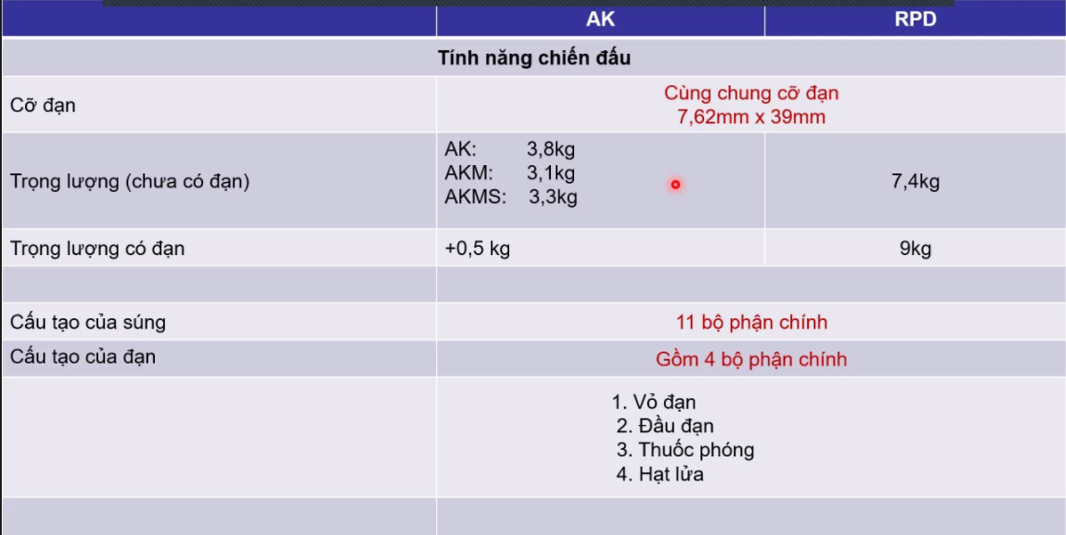 AK RPD
Tính năng chiến đấu
Cỡ đạn
Cùng chung cỡ đạn
7,62mm x 39mm
Trọng lượng (chưa có đạn)
AK: 3,8kg
AKM: 3,1kg
AKMS: 3,3kg
7,4kg
Trọng lượng có đạn +0,5 kg 9kg
Cấu tạo của súng 11 bộ phận chính
Cấu tạo của đạn Gồm 4 bộ phận chính
1. Vỏ đạn
2. Đầu đạn
3. Thuốc phóng
4. Hạt lửa